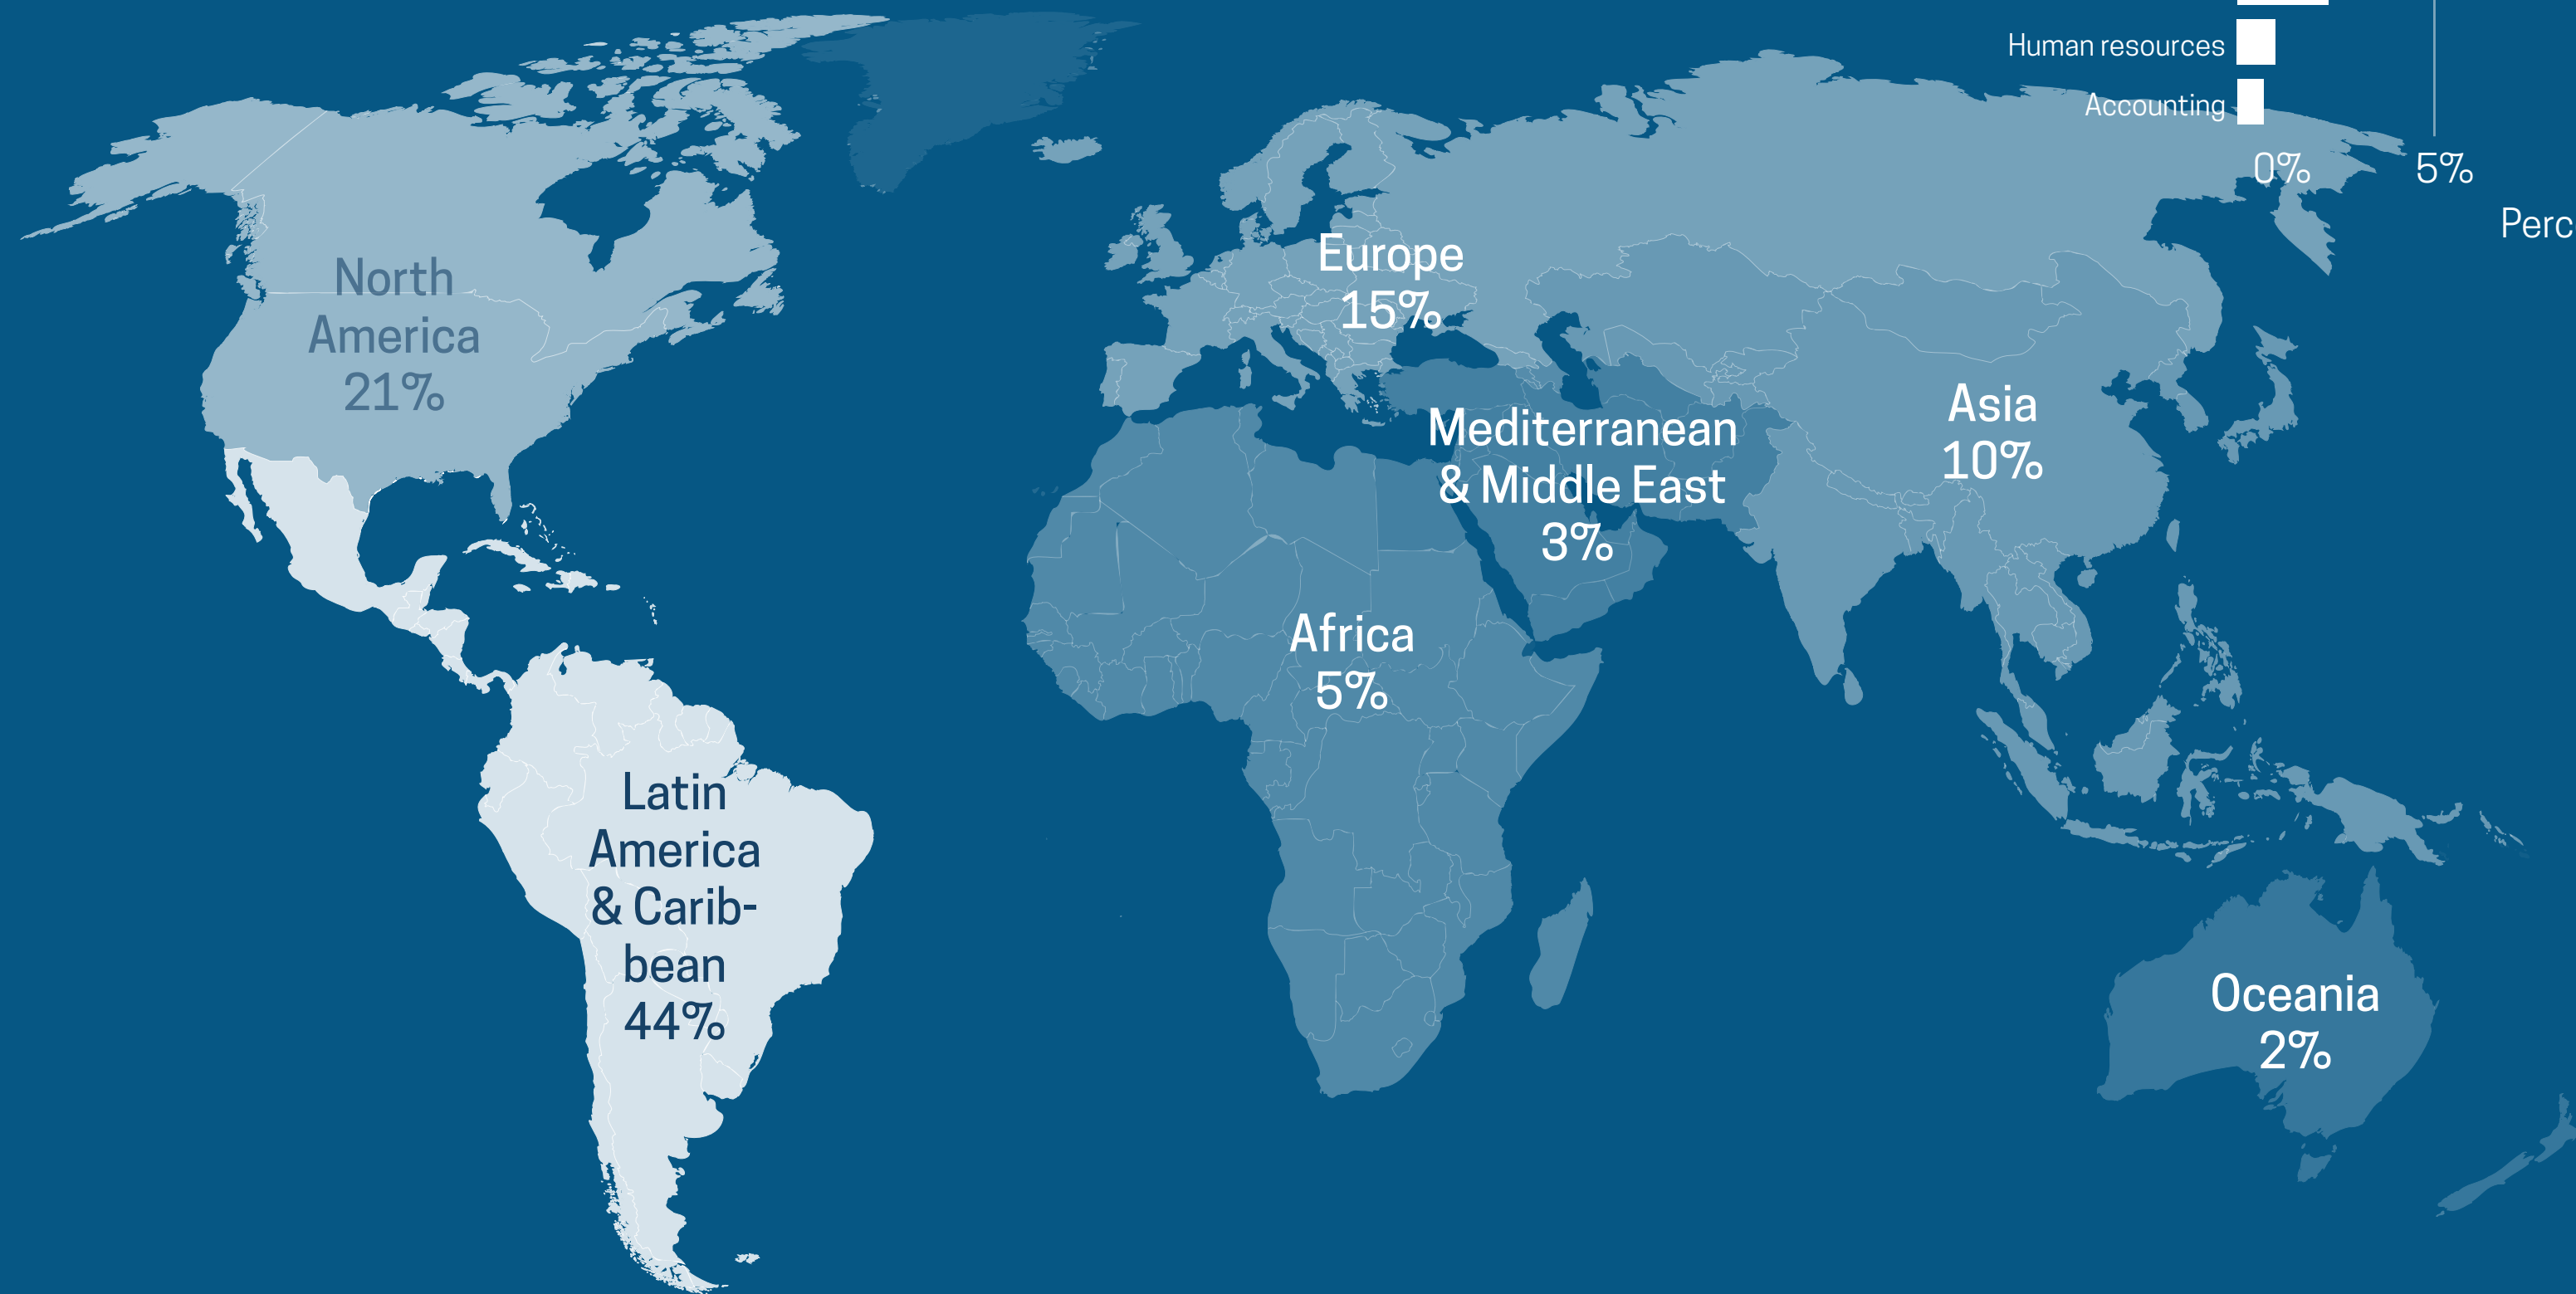 Human resources
Accounting
0% 5%
Perc
North
America
21%
Europe
15%
Asia
10%
Mediterranean
& Middle East
3%
Africa
5%
Latin
America
& Carib-
bean
44%
Oceania
2%